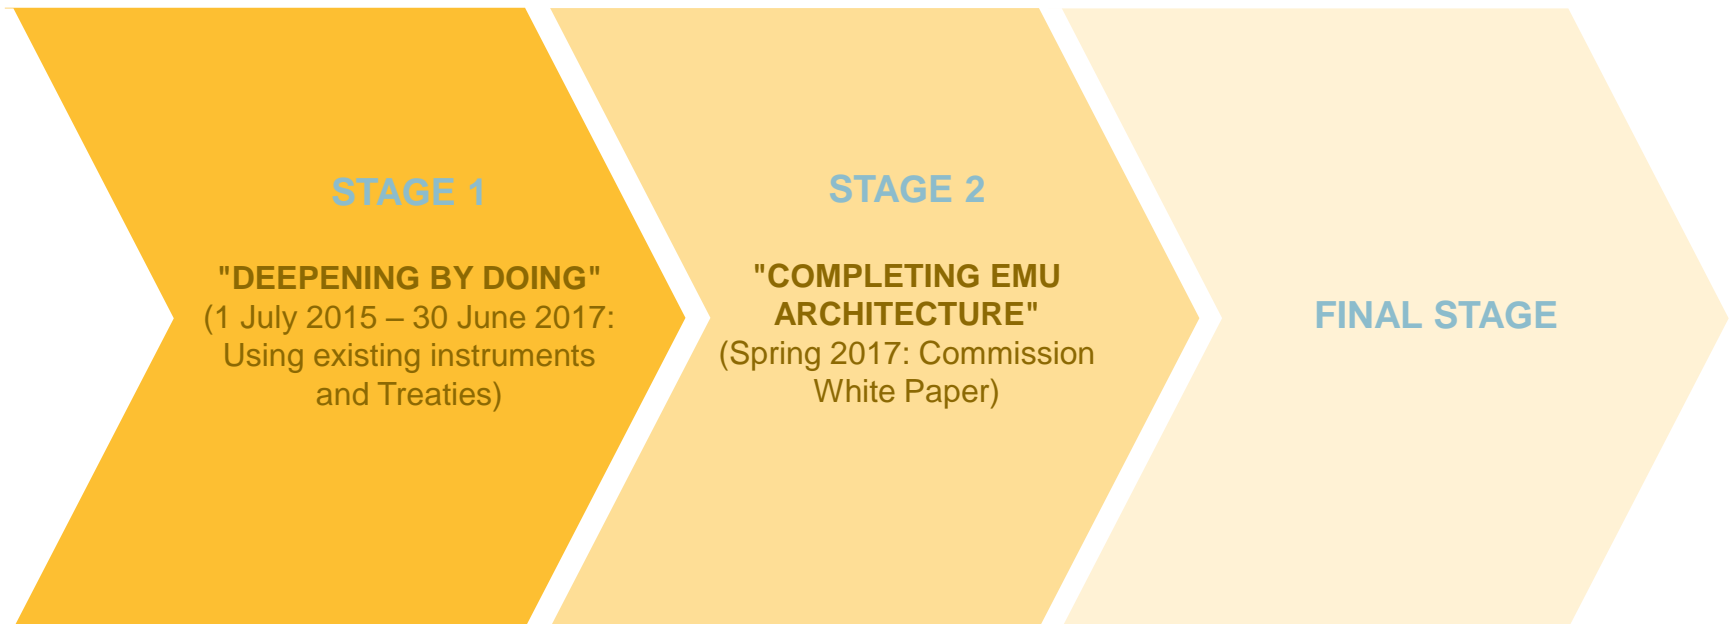 STAGE 1
"DEEPENING BY DOING"
(1 July 2015 – 30 June 2017:
Using existing instruments
and Treaties)
STAGE 2
"COMPLETING EMU
ARCHITECTURE"
(Spring 2017: Commission
White Paper)
FINAL STAGE